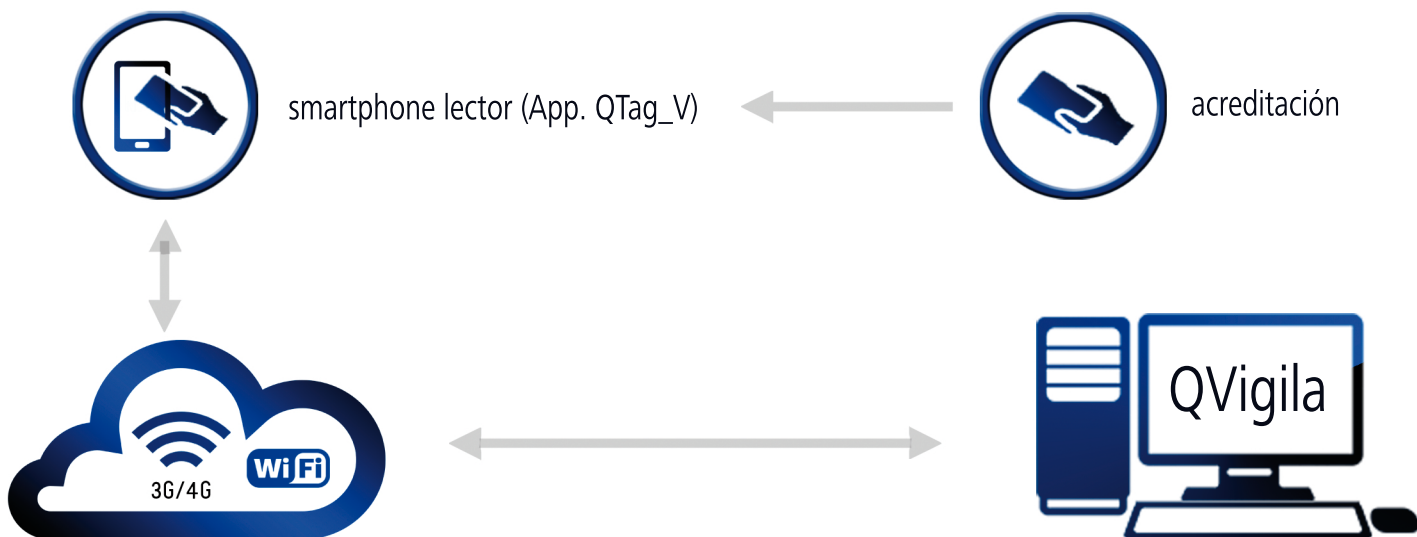 smartphone lector (App. QTag_V)
acreditación
QVigila
3G/4G
WiFi